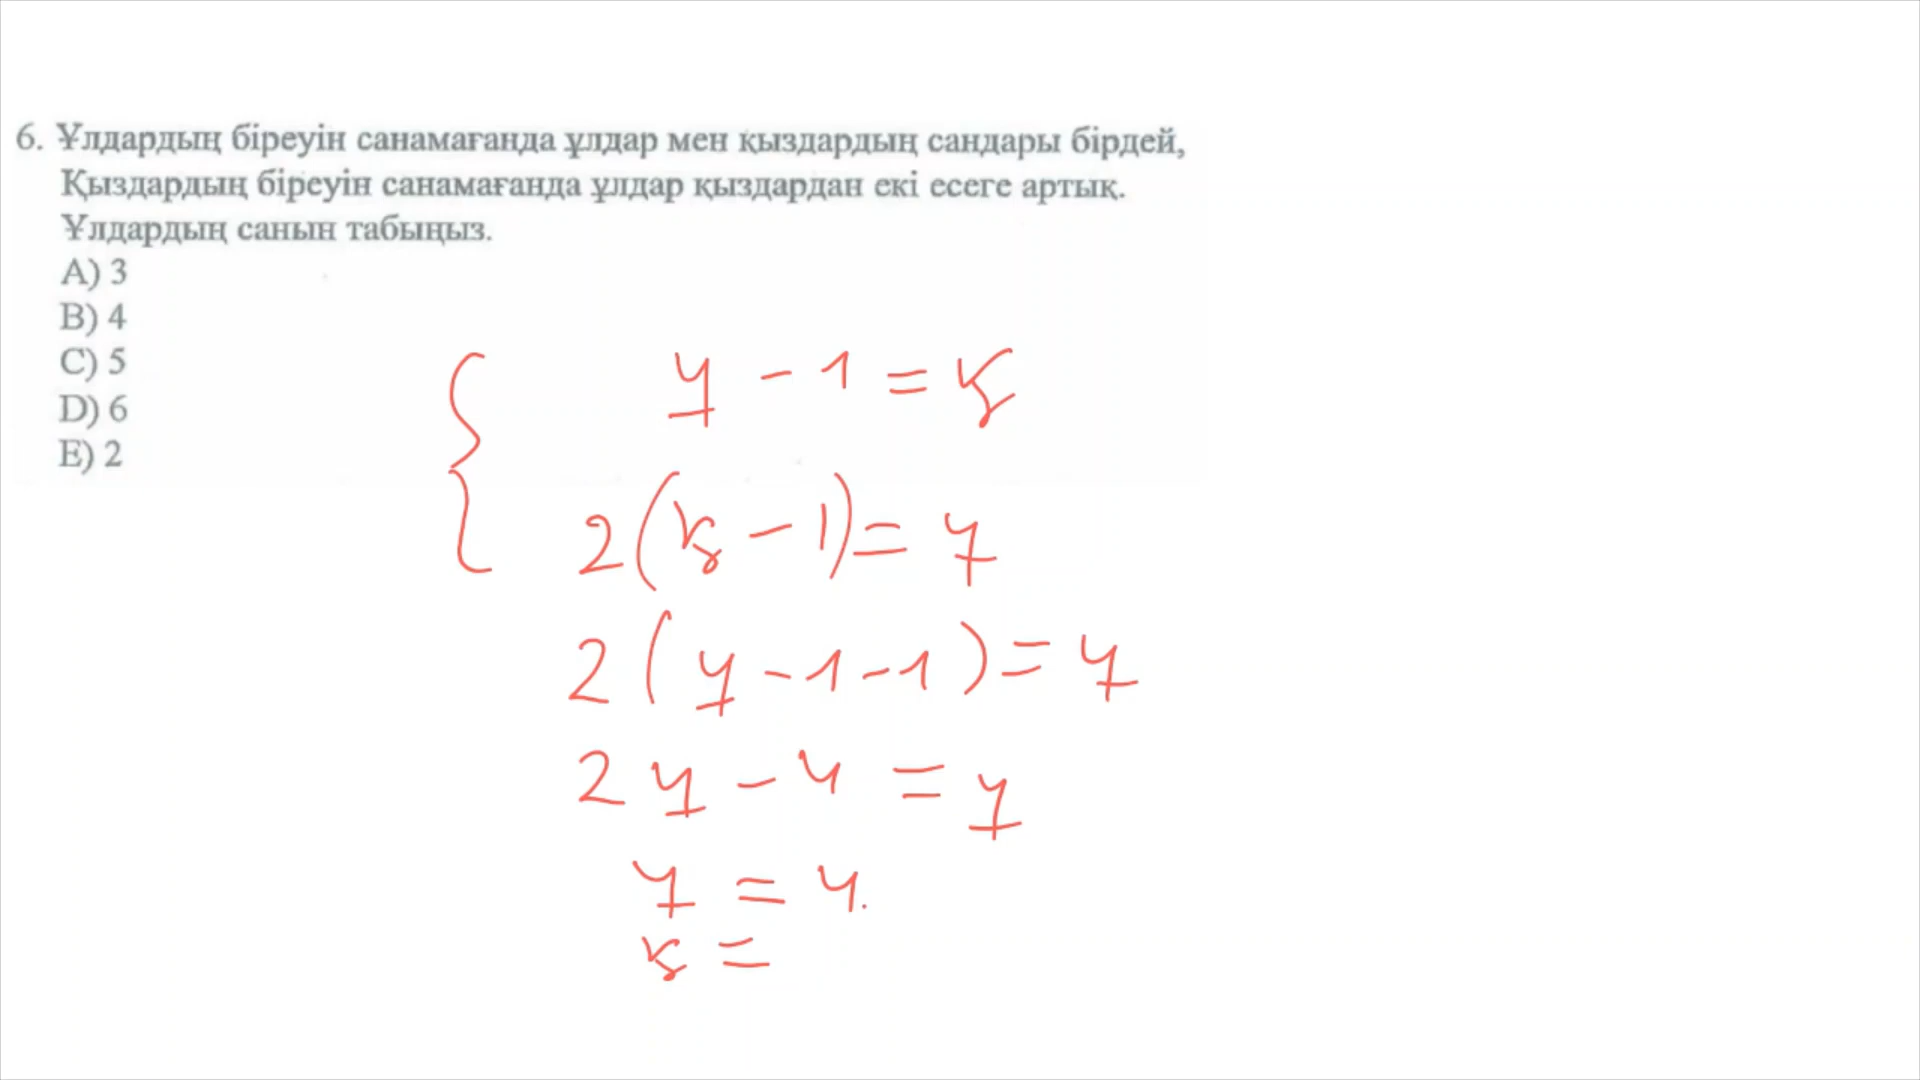 6. Ұлдардың біреуін санамағанда ұлдар мен қыздардың сандары бірдей,
Қыздардың біреуін санамағанда ұлдар қыздардан екі есеге артық.
Ұлдардың санын табыңыз.
A) 3
B) 4
C) 5
D) 6
E) 2
ұ - 1 = қ
2(қ - 1) = ұ
2(ұ - 1 - 1) = ұ
2ұ - 4 = ұ
ұ = 4.
қ =